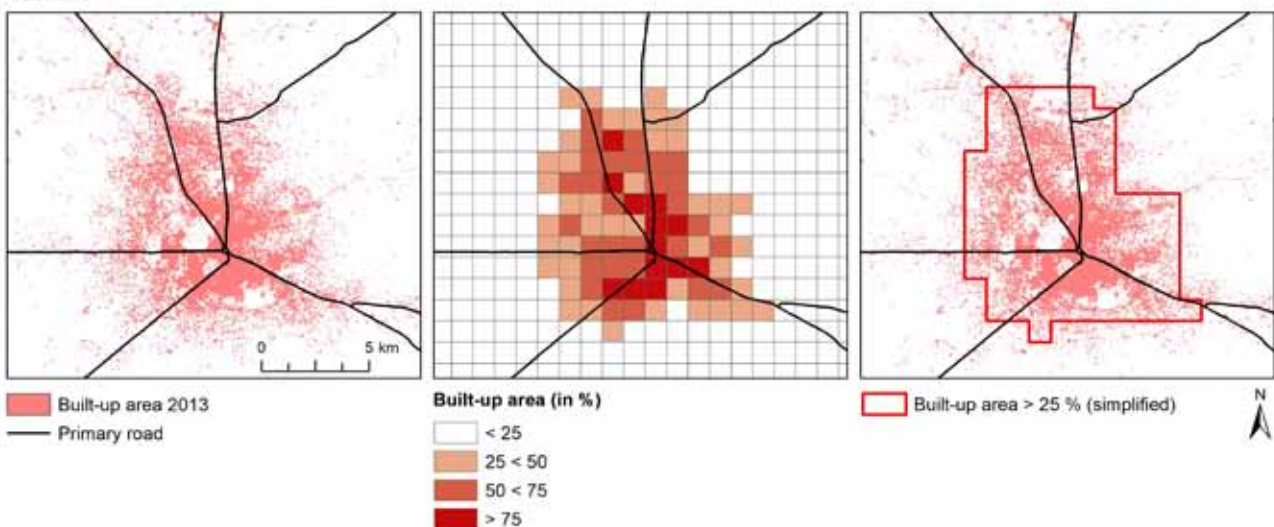 0 5 km
Built-up area 2013
Primary road
Built-up area (in %)
< 25
25 < 50
50 < 75
> 75
Built-up area > 25 % (simplified)
N